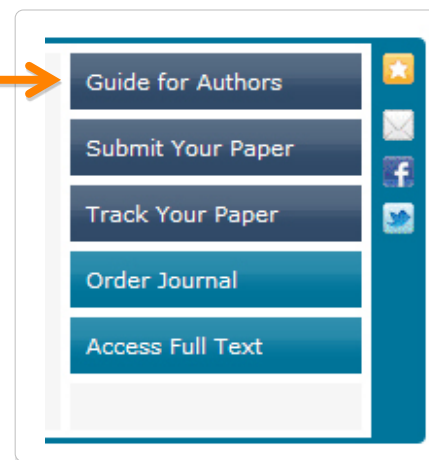 Guide for Authors
Submit Your Paper
Track Your Paper
Order Journal
Access Full Text